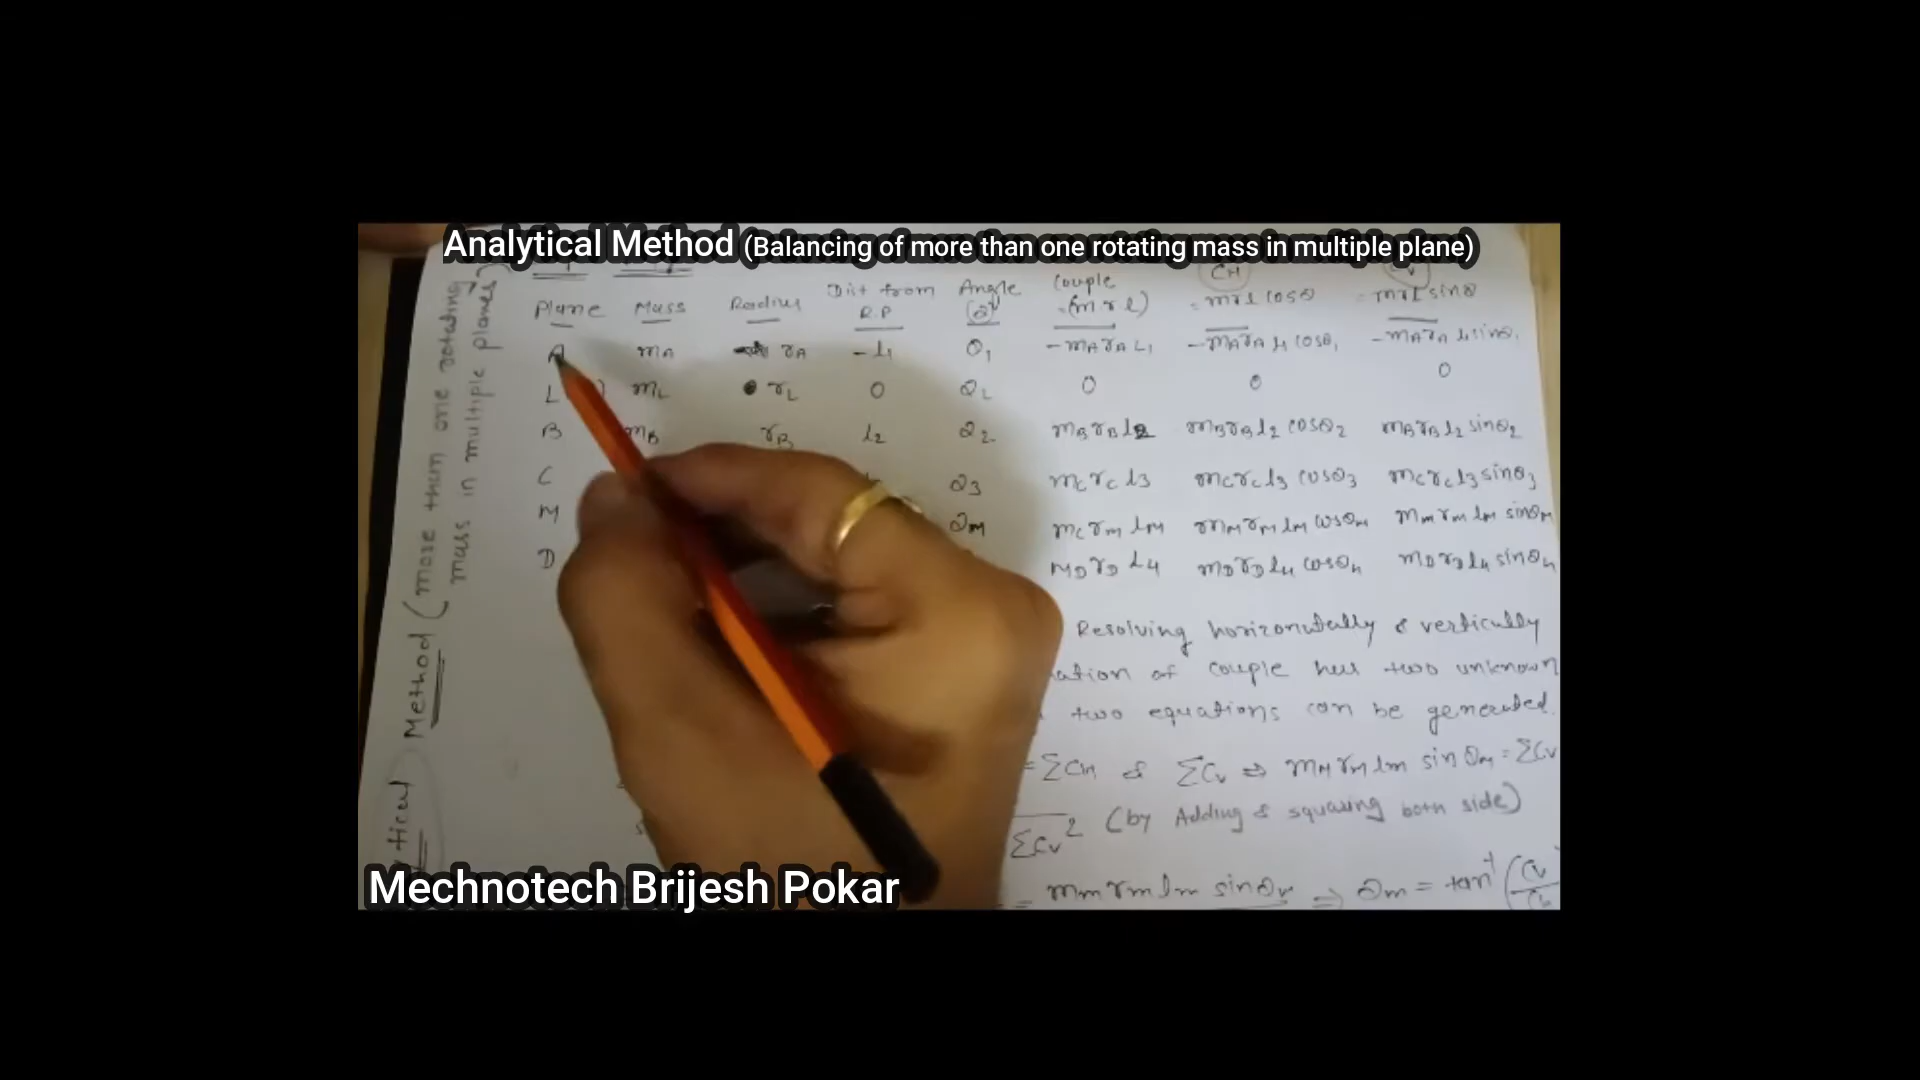 Analytical Method (Balancing of more than one rotating mass in multiple plane)
CH
Plane Mass Radius Dist from R.P Angle (θ) Couple (m r l) = mrl cosθ = mrl sinθ
A mA rA -l1 θ1 -mA rA l1 -mA rA l1 cosθ1 -mA rA l1 sinθ1
L mL rL 0 θL 0 0 0
B mB rB l2 θ2 mB rB l2 mB rB l2 cosθ2 mB rB l2 sinθ2
C θ3 mc rc l3 mc rc l3 cosθ3 mc rc l3 sinθ3
M θM mc rm lM mM rM lM cosθM mm rm lm sinθM
D MD rD l4 mD rD l4 cosθ4 mD rD l4 sinθ4
Resolving horizontally & vertically
ation of couple has two unknown
two equations can be generated.
= ΣCH & ΣCv ⇒ mM rM lm sin θM = ΣCv
ΣCv² (by Adding & squaring both side)
= mm rm lm sinθM ⇒ θm = tan⁻¹ (Cv
Method (more than one rotating
mass in multiple planes)
Mechnotech Brijesh Pokar